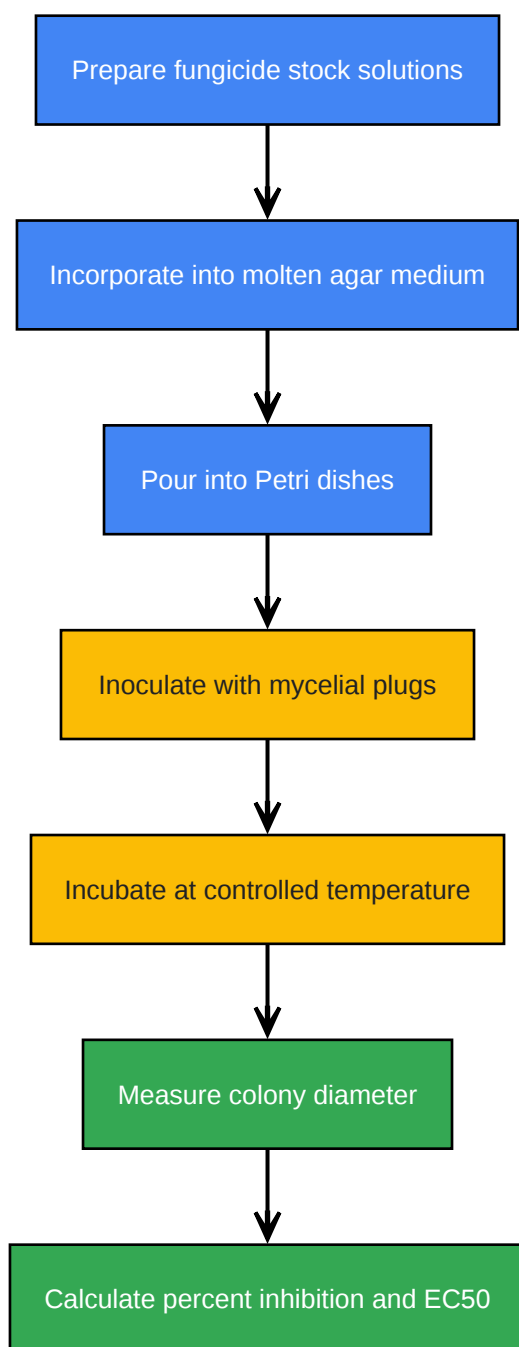 Prepare fungicide stock solutions
Incorporate into molten agar medium
Pour into Petri dishes
Inoculate with mycelial plugs
Incubate at controlled temperature
Measure colony diameter
Calculate percent inhibition and EC50